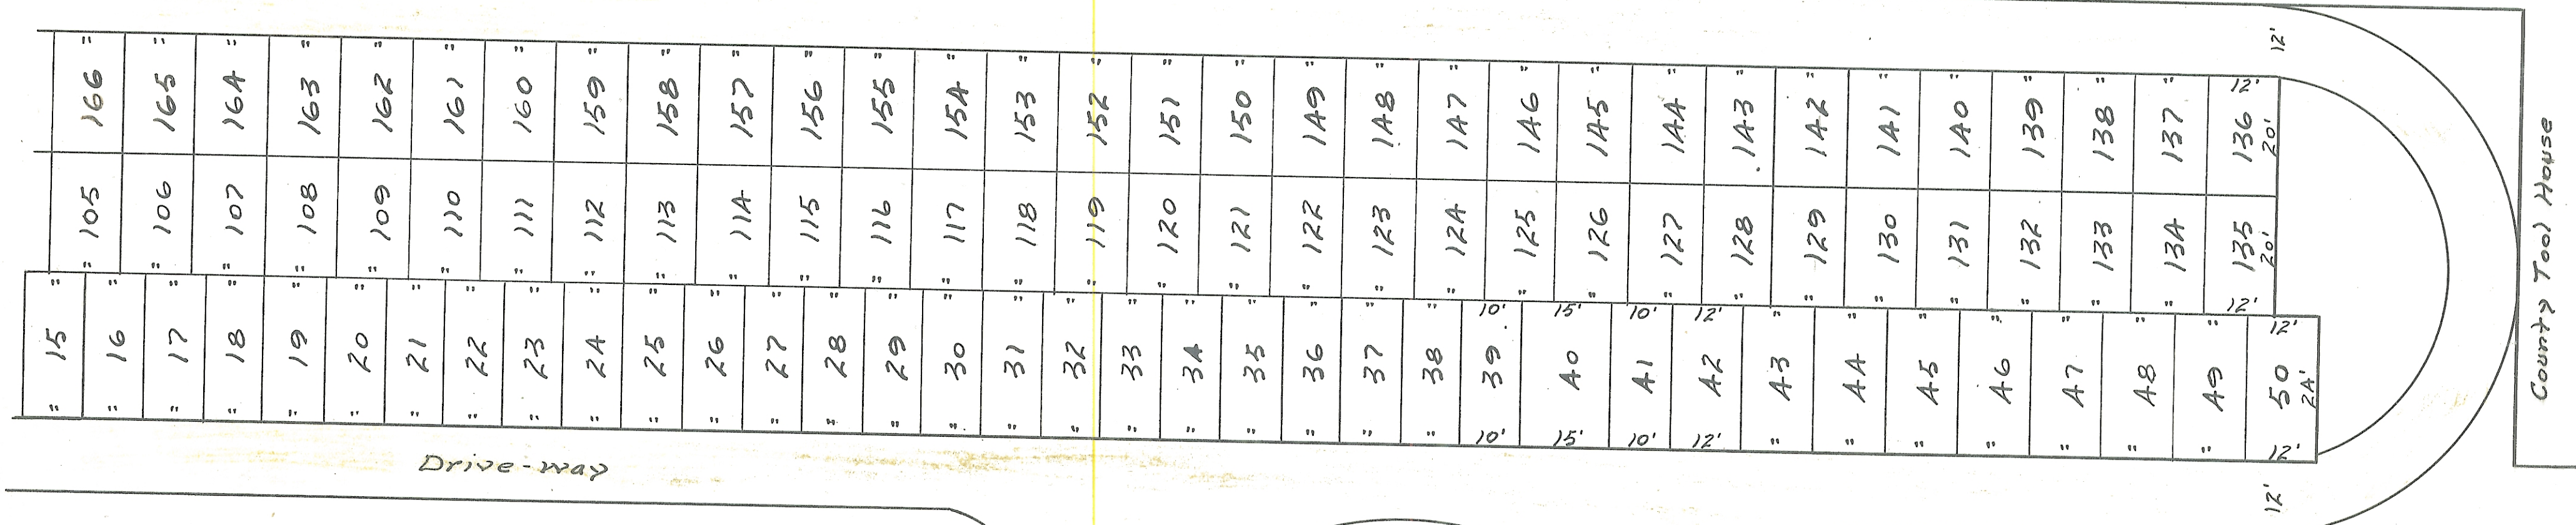 12'
" " " " " " " " " " " " " " " " " " " " " " " " " " " " " " 12'
166 165 164 163 162 161 160 159 158 157 156 155 154 153 152 151 150 149 148 147 146 145 144 143 142 141 140 139 138 137 136
20'
105 106 107 108 109 110 111 112 113 114 115 116 117 118 119 120 121 122 123 124 125 126 127 128 129 130 131 132 133 134 135
20'
" " " " " " " " " " " " " " " " " " " " " " " " " " " " " " 12'
" " " " " " " " " " " " " " " " " " " " " " " " 10' 15' 10' 12' " " " " " " " 12'
15 16 17 18 19 20 21 22 23 24 25 26 27 28 29 30 31 32 33 34 35 36 37 38 39 40 41 42 43 44 45 46 47 48 49 50
24'
" " " " " " " " " " " " " " " " " " " " " " " " 10' 15' 10' 12' " " " " " " " 12'
Drive-way
12'
County Tool House